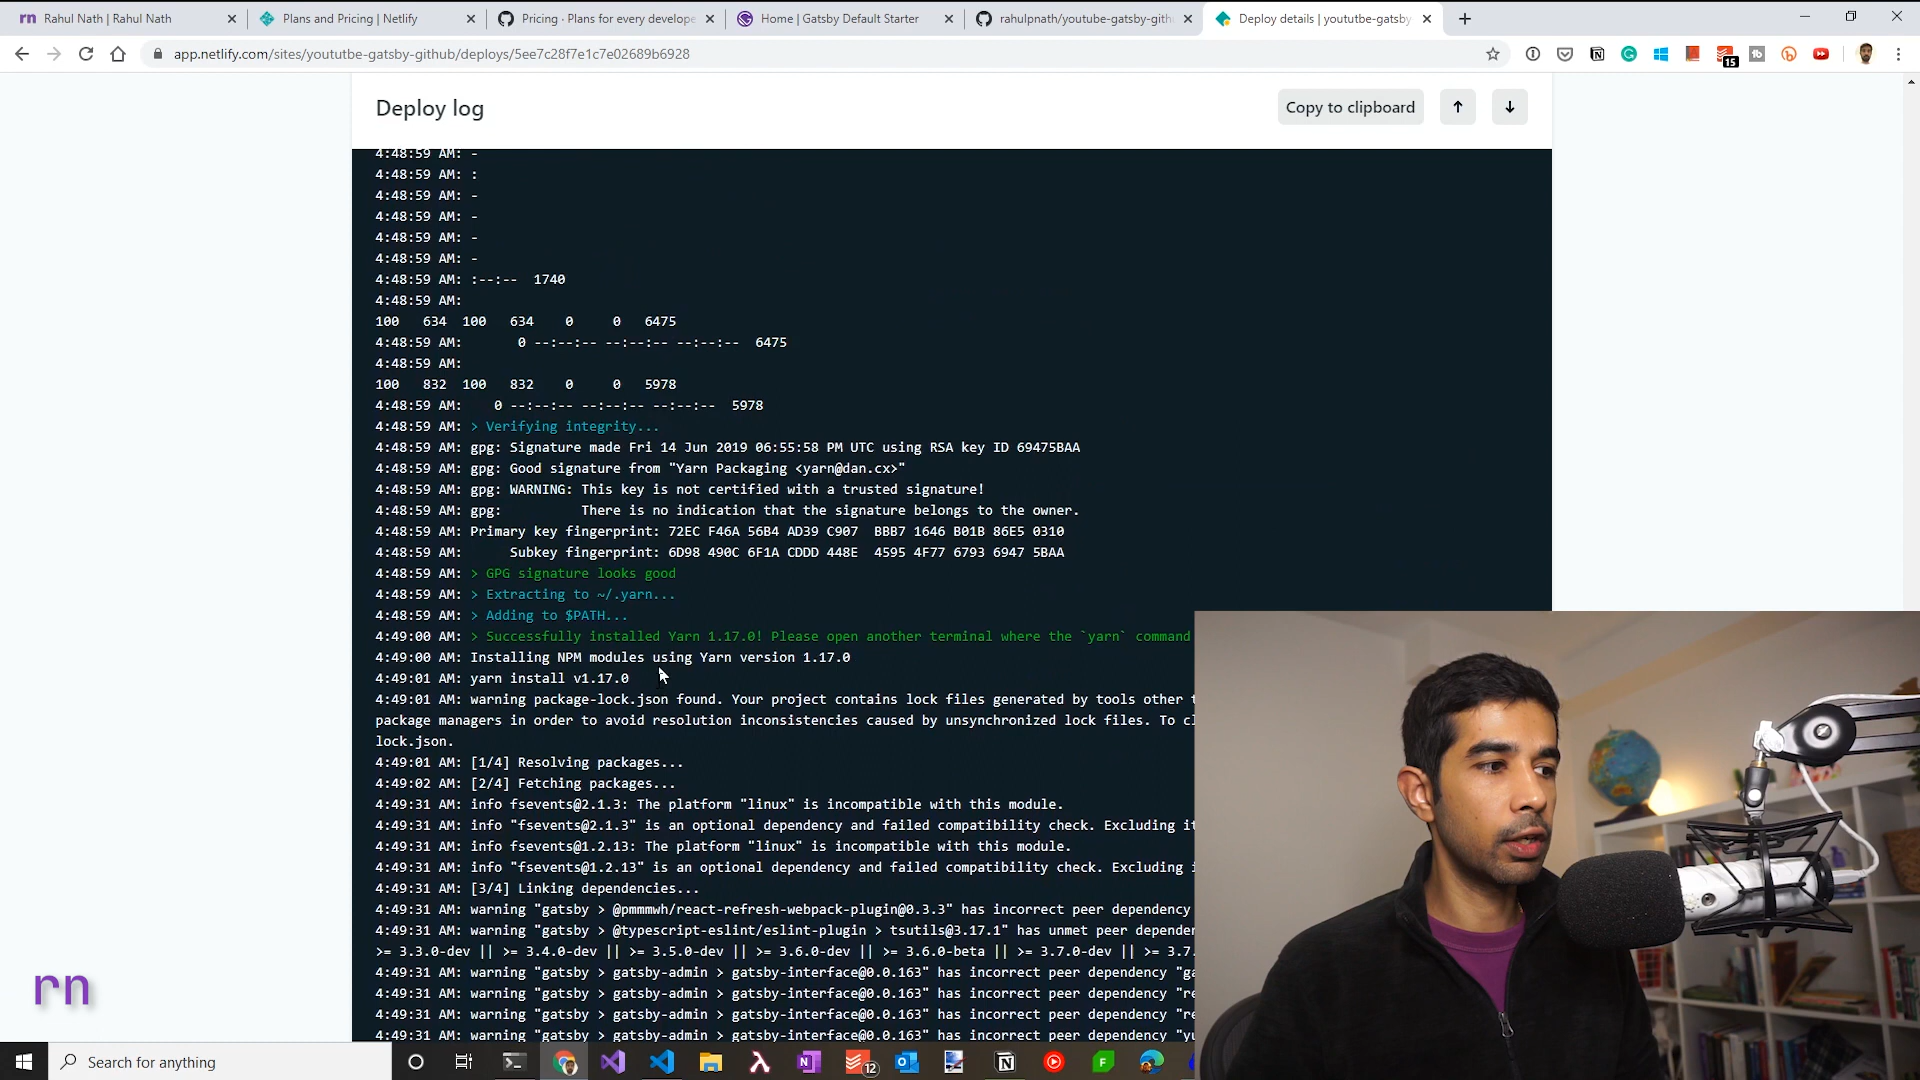 rn Rahul Nath | Rahul Nath
Plans and Pricing | Netlify
Pricing · Plans for every develope
Home | Gatsby Default Starter
rahulpnath/youtube-gatsby-gith
Deploy details | yoututbe-gatsby
app.netlify.com/sites/yoututbe-gatsby-github/deploys/5ee7c28f7e1c7e02689b6928
15
Deploy log
Copy to clipboard
4:48:59 AM: -
4:48:59 AM: :
4:48:59 AM: -
4:48:59 AM: -
4:48:59 AM: -
4:48:59 AM: -
4:48:59 AM: :--:-- 1740
4:48:59 AM:
100 634 100 634 0 0 6475
4:48:59 AM: 0 --:--:-- --:--:-- --:--:-- 6475
4:48:59 AM:
100 832 100 832 0 0 5978
4:48:59 AM: 0 --:--:-- --:--:-- --:--:-- 5978
4:48:59 AM: > Verifying integrity...
4:48:59 AM: gpg: Signature made Fri 14 Jun 2019 06:55:58 PM UTC using RSA key ID 69475BAA
4:48:59 AM: gpg: Good signature from "Yarn Packaging <yarn@dan.cx>"
4:48:59 AM: gpg: WARNING: This key is not certified with a trusted signature!
4:48:59 AM: gpg: There is no indication that the signature belongs to the owner.
4:48:59 AM: Primary key fingerprint: 72EC F46A 56B4 AD39 C907 BBB7 1646 B01B 86E5 0310
4:48:59 AM: Subkey fingerprint: 6D98 490C 6F1A CDDD 448E 4595 4F77 6793 6947 5BAA
4:48:59 AM: > GPG signature looks good
4:48:59 AM: > Extracting to ~/.yarn...
4:48:59 AM: > Adding to $PATH...
4:49:00 AM: > Successfully installed Yarn 1.17.0! Please open another terminal where the `yarn` command
4:49:00 AM: Installing NPM modules using Yarn version 1.17.0
4:49:01 AM: yarn install v1.17.0
4:49:01 AM: warning package-lock.json found. Your project contains lock files generated by tools other t
package managers in order to avoid resolution inconsistencies caused by unsynchronized lock files. To cl
lock.json.
4:49:01 AM: [1/4] Resolving packages...
4:49:02 AM: [2/4] Fetching packages...
4:49:31 AM: info fsevents@2.1.3: The platform "linux" is incompatible with this module.
4:49:31 AM: info "fsevents@2.1.3" is an optional dependency and failed compatibility check. Excluding it
4:49:31 AM: info fsevents@1.2.13: The platform "linux" is incompatible with this module.
4:49:31 AM: info "fsevents@1.2.13" is an optional dependency and failed compatibility check. Excluding i
4:49:31 AM: [3/4] Linking dependencies...
4:49:31 AM: warning "gatsby > @pmmmwh/react-refresh-webpack-plugin@0.3.3" has incorrect peer dependency
4:49:31 AM: warning "gatsby > @typescript-eslint/eslint-plugin > tsutils@3.17.1" has unmet peer depender
>= 3.3.0-dev || >= 3.4.0-dev || >= 3.5.0-dev || >= 3.6.0-dev || >= 3.6.0-beta || >= 3.7.0-dev || >= 3.7.
4:49:31 AM: warning "gatsby > gatsby-admin > gatsby-interface@0.0.163" has incorrect peer dependency "ga
4:49:31 AM: warning "gatsby > gatsby-admin > gatsby-interface@0.0.163" has incorrect peer dependency "re
4:49:31 AM: warning "gatsby > gatsby-admin > gatsby-interface@0.0.163" has incorrect peer dependency "re
4:49:31 AM: warning "gatsby > gatsby-admin > gatsby-interface@0.0.163" has incorrect peer dependency "yu
rn
Search for anything
12